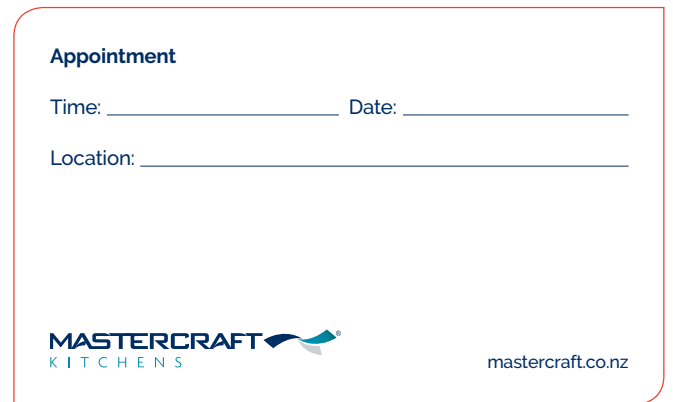 Appointment
Time: Date:
Location:
MASTERCRAFT®
KITCHENS
mastercraft.co.nz